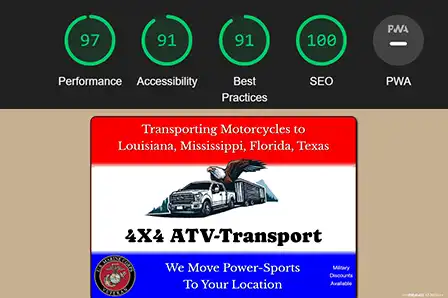 97
91
91
100
PWA
Performance
Accessibility
Best
Practices
SEO
PWA
Transporting Motorcycles to
Louisiana, Mississippi, Florida, Texas
4X4 ATV-Transport
We Move Power-Sports
To Your Location
Military
Discounts
Available